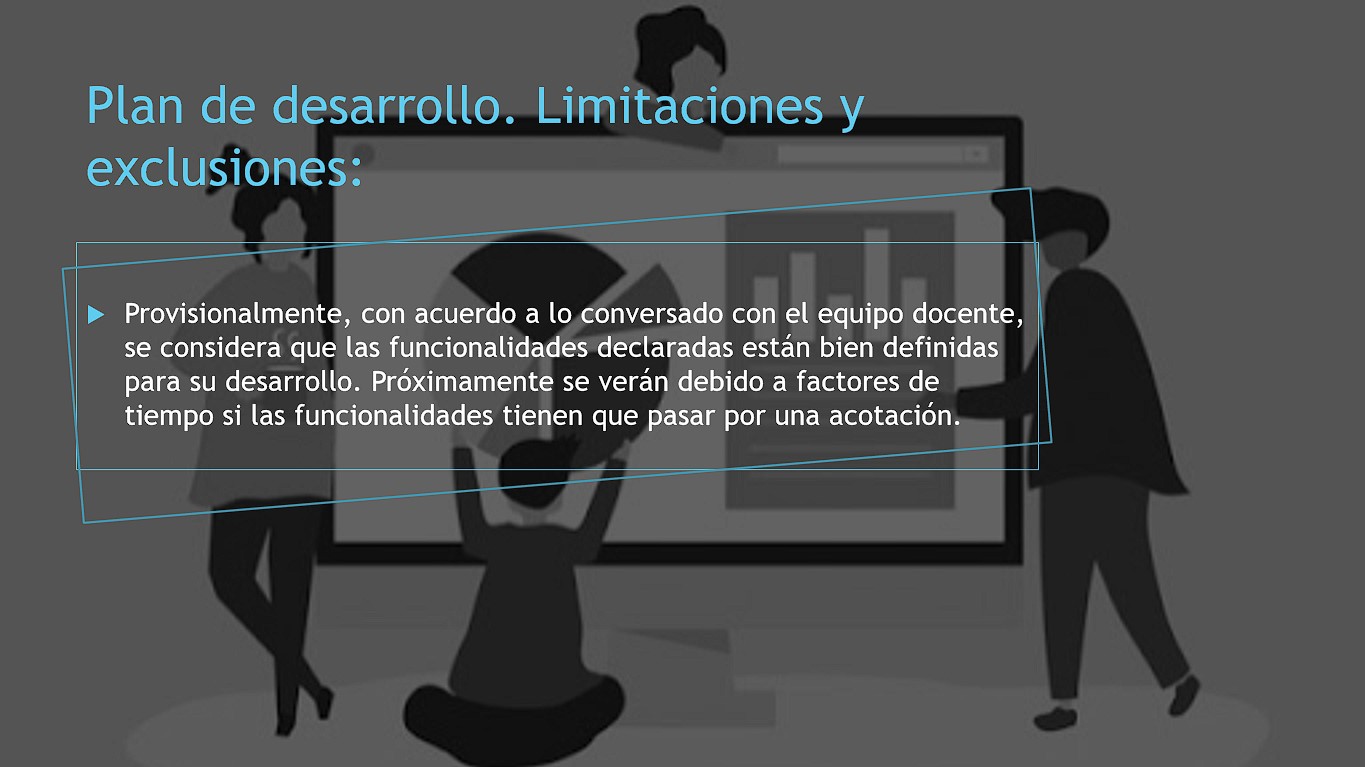 Plan de desarrollo. Limitaciones y
exclusiones:
Provisionalmente, con acuerdo a lo conversado con el equipo docente,
se considera que las funcionalidades declaradas están bien definidas
para su desarrollo. Próximamente se verán debido a factores de
tiempo si las funcionalidades tienen que pasar por una acotación.